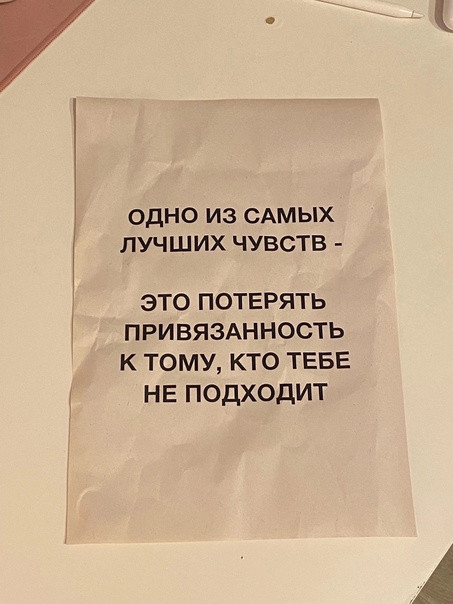 ОДНО ИЗ САМЫХ
ЛУЧШИХ ЧУВСТВ -
ЭТО ПОТЕРЯТЬ
ПРИВЯЗАННОСТЬ
К ТОМУ, КТО ТЕБЕ
НЕ ПОДХОДИТ